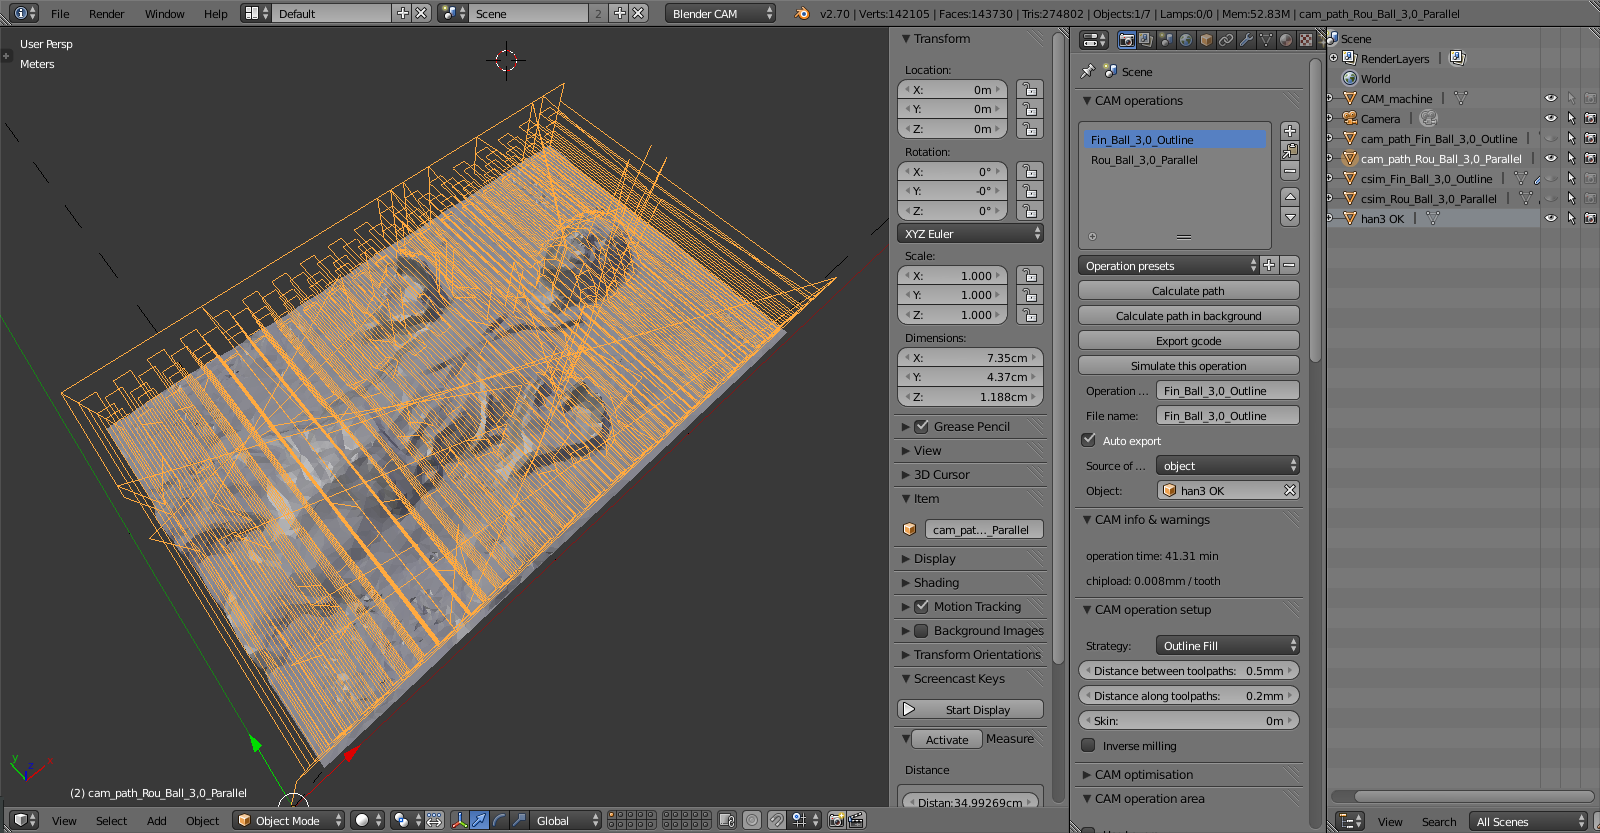 File Render Window Help Default Scene 2 Blender CAM v2.70 | Verts:142105 | Faces:143730 | Tris:274802 | Objects:1/7 | Lamps:0/0 | Mem:52.83M | cam_path_Rou_Ball_3,0_Parallel
User Persp
Meters
(2) cam_path_Rou_Ball_3,0_Parallel
View Select Add Object Object Mode Global
Transform
Location:
X: 0m
Y: 0m
Z: 0m
Rotation:
X: 0°
Y: -0°
Z: 0°
XYZ Euler
Scale:
X: 1.000
Y: 1.000
Z: 1.000
Dimensions:
X: 7.35cm
Y: 4.37cm
Z: 1.188cm
Grease Pencil
View
3D Cursor
Item
cam_pat..._Parallel
Display
Shading
Motion Tracking
Background Images
Transform Orientations
Screencast Keys
Start Display
Activate Measure
Distance
Distan:34.99269cm
Scene
CAM operations
Fin_Ball_3,0_Outline
Rou_Ball_3,0_Parallel
Operation presets
Calculate path
Calculate path in background
Export gcode
Simulate this operation
Operation ... Fin_Ball_3,0_Outline
File name: Fin_Ball_3,0_Outline
Auto export
Source of ... object
Object: han3 OK
CAM info & warnings
operation time: 41.31 min
chipload: 0.008mm / tooth
CAM operation setup
Strategy: Outline Fill
Distance between toolpaths: 0.5mm
Distance along toolpaths: 0.2mm
Skin: 0m
Inverse milling
CAM optimisation
CAM operation area
Scene
RenderLayers
World
CAM_machine
Camera
cam_path_Fin_Ball_3,0_Outline
cam_path_Rou_Ball_3,0_Parallel
csim_Fin_Ball_3,0_Outline
csim_Rou_Ball_3,0_Parallel
han3 OK
View Search All Scenes